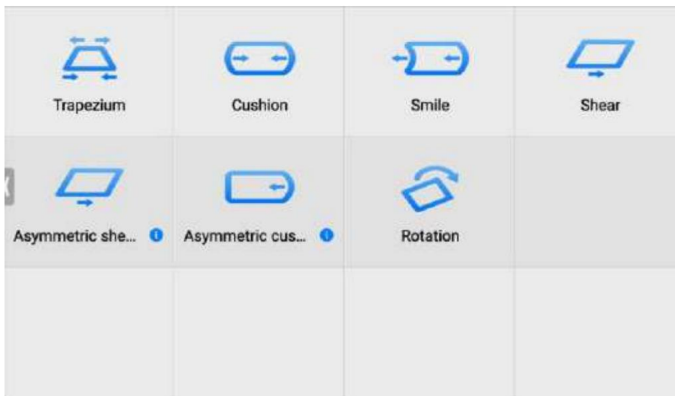 Trapezium
Cushion
Smile
Shear
Asymmetric she...
Asymmetric cus...
Rotation